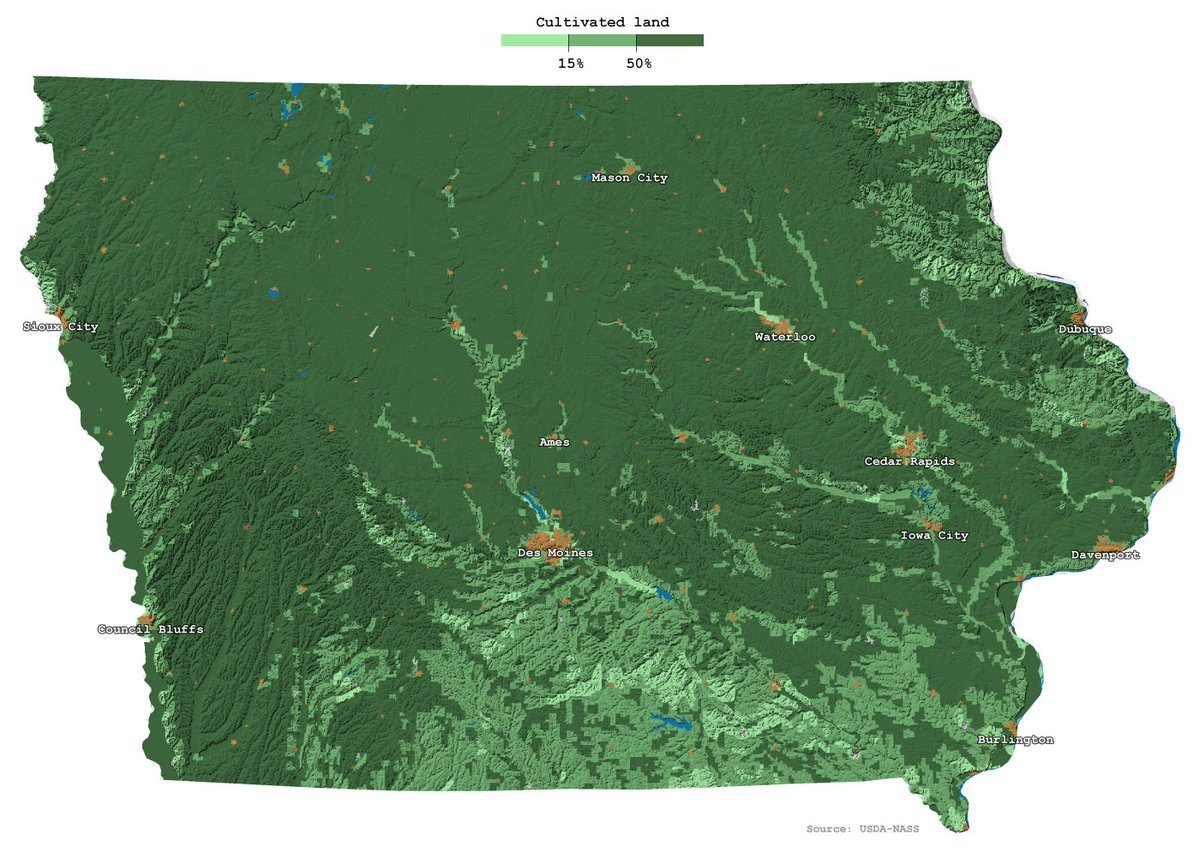 Cultivated land
15% 50%
Mason City
Sioux City
Waterloo
Dubuque
Ames
Cedar Rapids
Iowa City
Des Moines
Davenport
Council Bluffs
Burlington
Source: USDA-NASS